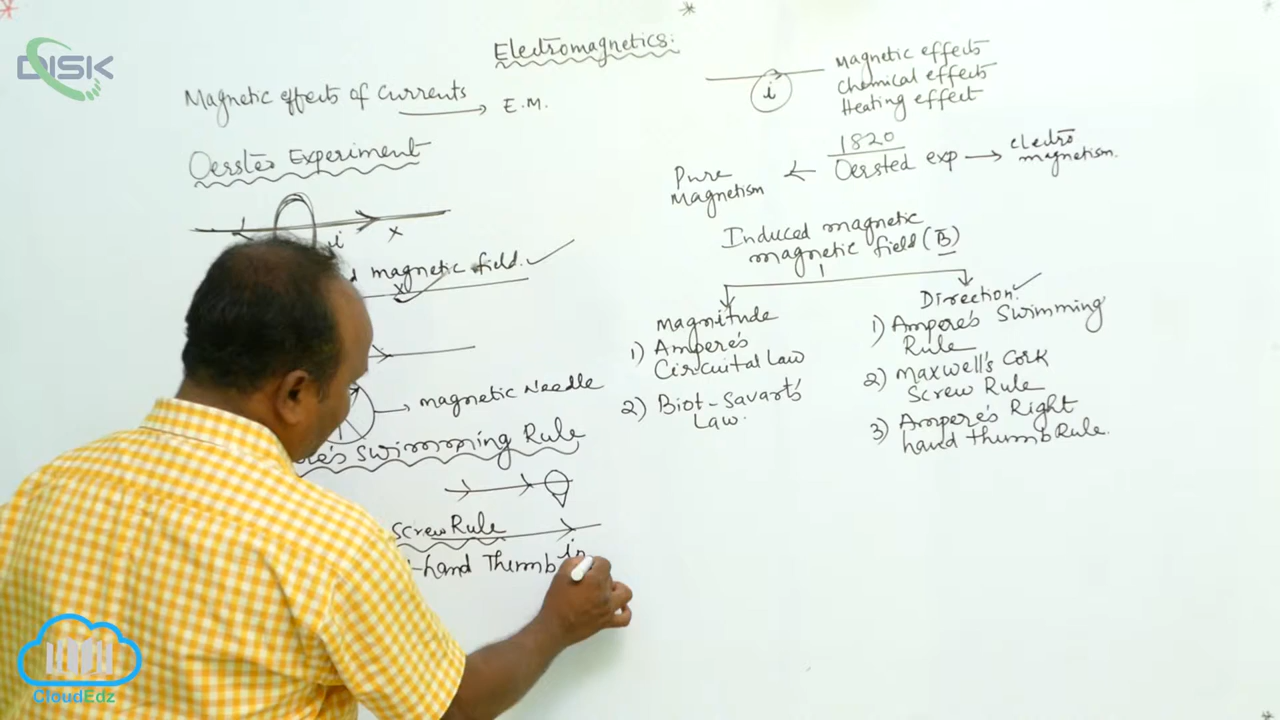 DISK
Electromagnetics:
Magnetic effects of Currents → E.M.
Oersted Experiment
i
x
magnetic field.
x
→ magnetic Needle
Swimming Rule
Screw Rule
i
-hand Thumb
i
Magnetic effects
Chemical effects
Heating effect
1820
Pure Magnetism ← Oersted exp → electro magnetism.
Induced magnetic
magnetic field (B)
Magnitude
1) Ampere's
Circuital Law
2) Biot-Savart's
Law.
Direction.
1) Ampere's Swimming
Rule
2) Maxwell's Cork
Screw Rule
3) Ampere's Right
hand thumb Rule.
CloudEdz